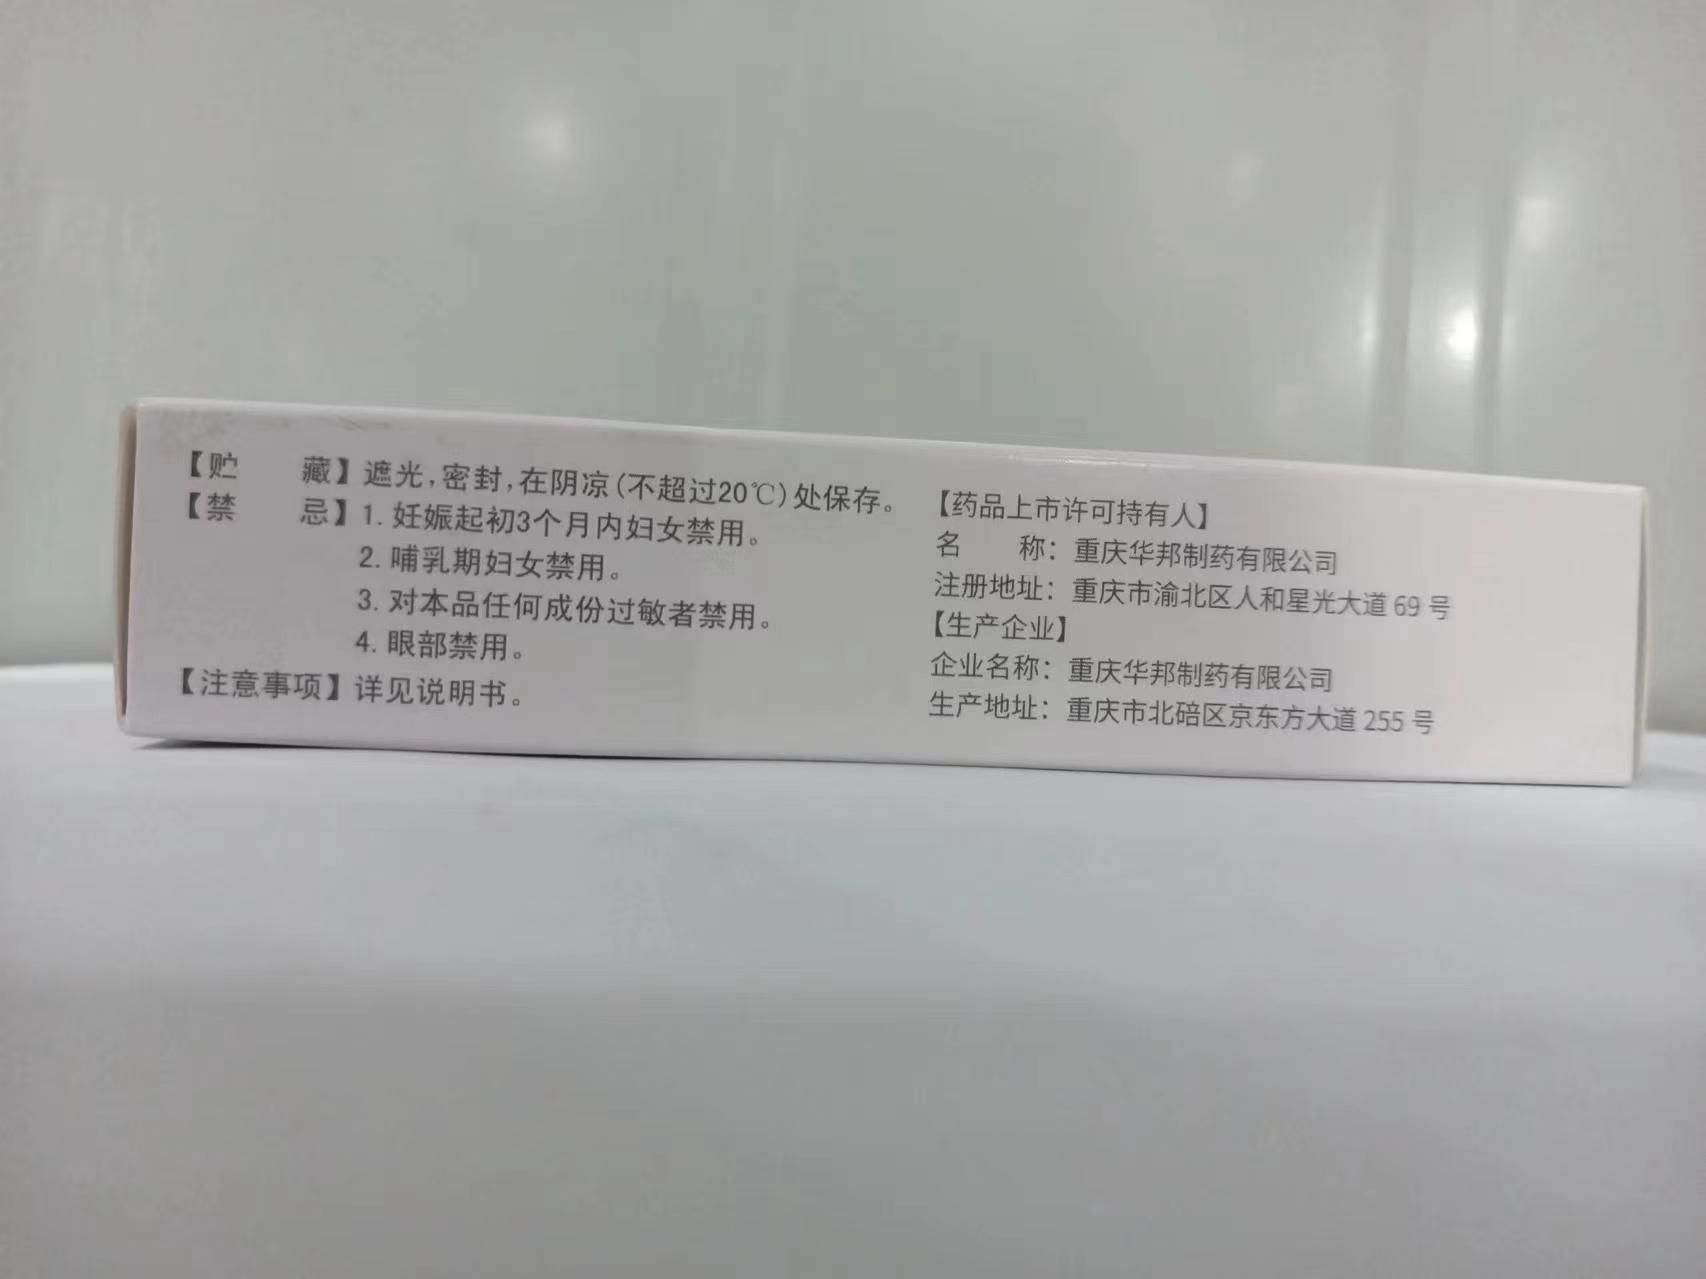 【贮　　藏】遮光,密封,在阴凉(不超过20℃)处保存。
【禁　　忌】1. 妊娠起初3个月内妇女禁用。
2. 哺乳期妇女禁用。
3. 对本品任何成份过敏者禁用。
4. 眼部禁用。
【注意事项】详见说明书。
【药品上市许可持有人】
名　　称：重庆华邦制药有限公司
注册地址：重庆市渝北区人和星光大道 69 号
【生产企业】
企业名称：重庆华邦制药有限公司
生产地址：重庆市北碚区京东方大道 255 号